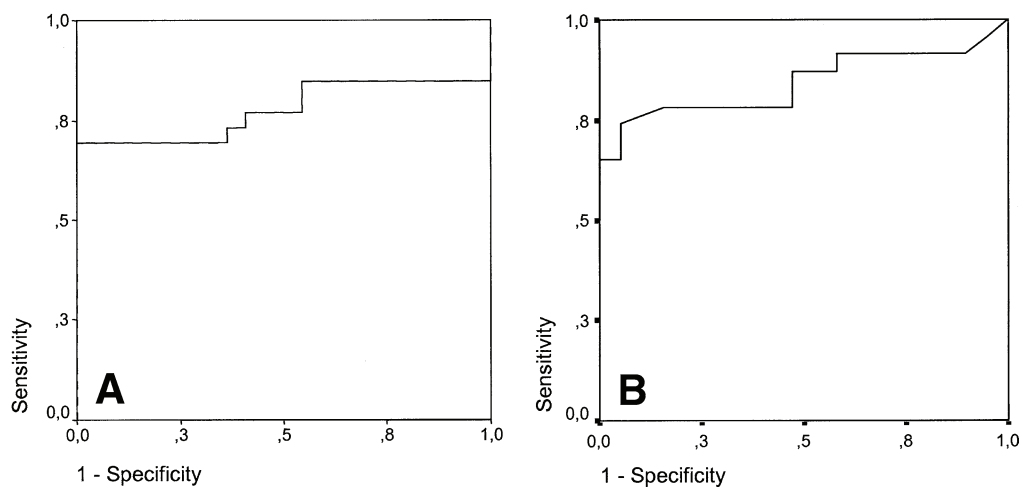 1,0
,8
,5
,3
0,0
Sensitivity
A
0,0 ,3 ,5 ,8 1,0
1 - Specificity
1,0
,8
,5
,3
0,0
Sensitivity
B
0,0 ,3 ,5 ,8 1,0
1 - Specificity